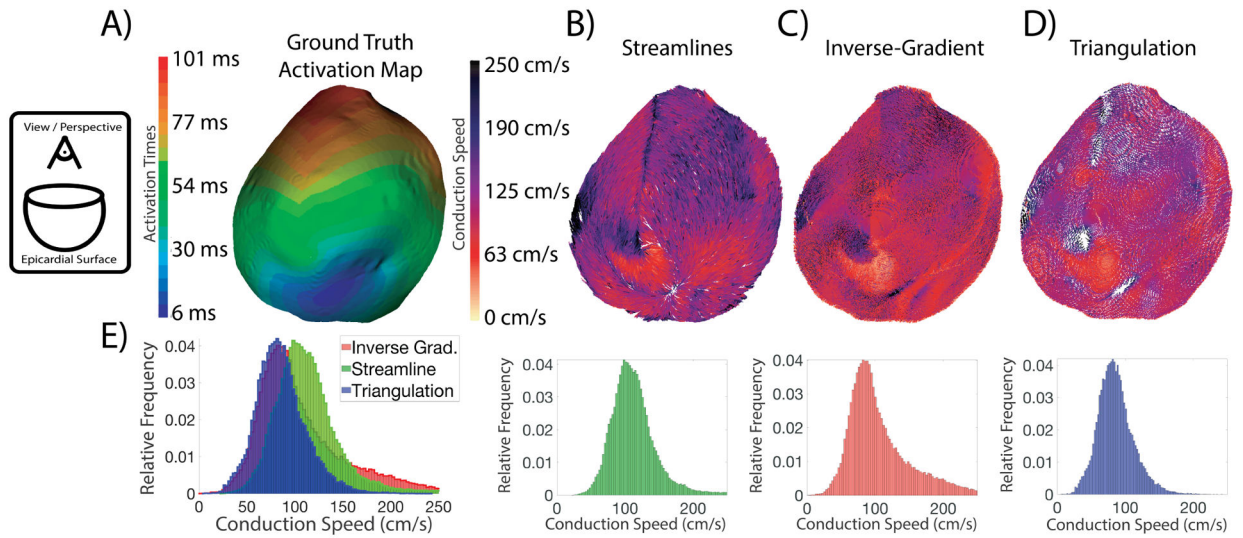 A)
B)
C)
D)
Ground Truth
Activation Map
Streamlines
Inverse-Gradient
Triangulation
View / Perspective
Epicardial Surface
Activation Times
101 ms
77 ms
54 ms
30 ms
6 ms
Conduction Speed
250 cm/s
190 cm/s
125 cm/s
63 cm/s
0 cm/s
E)
Relative Frequency
0.04
0.03
0.02
0.01
0
0
50
100
150
200
250
Conduction Speed (cm/s)
Inverse Grad.
Streamline
Triangulation
Relative Frequency
0.04
0.03
0.02
0.01
0
0
100
200
Conduction Speed (cm/s)
Relative Frequency
0.04
0.03
0.02
0.01
0
0
100
200
Conduction Speed (cm/s)
Relative Frequency
0.04
0.03
0.02
0.01
0
0
100
200
Conduction Speed (cm/s)